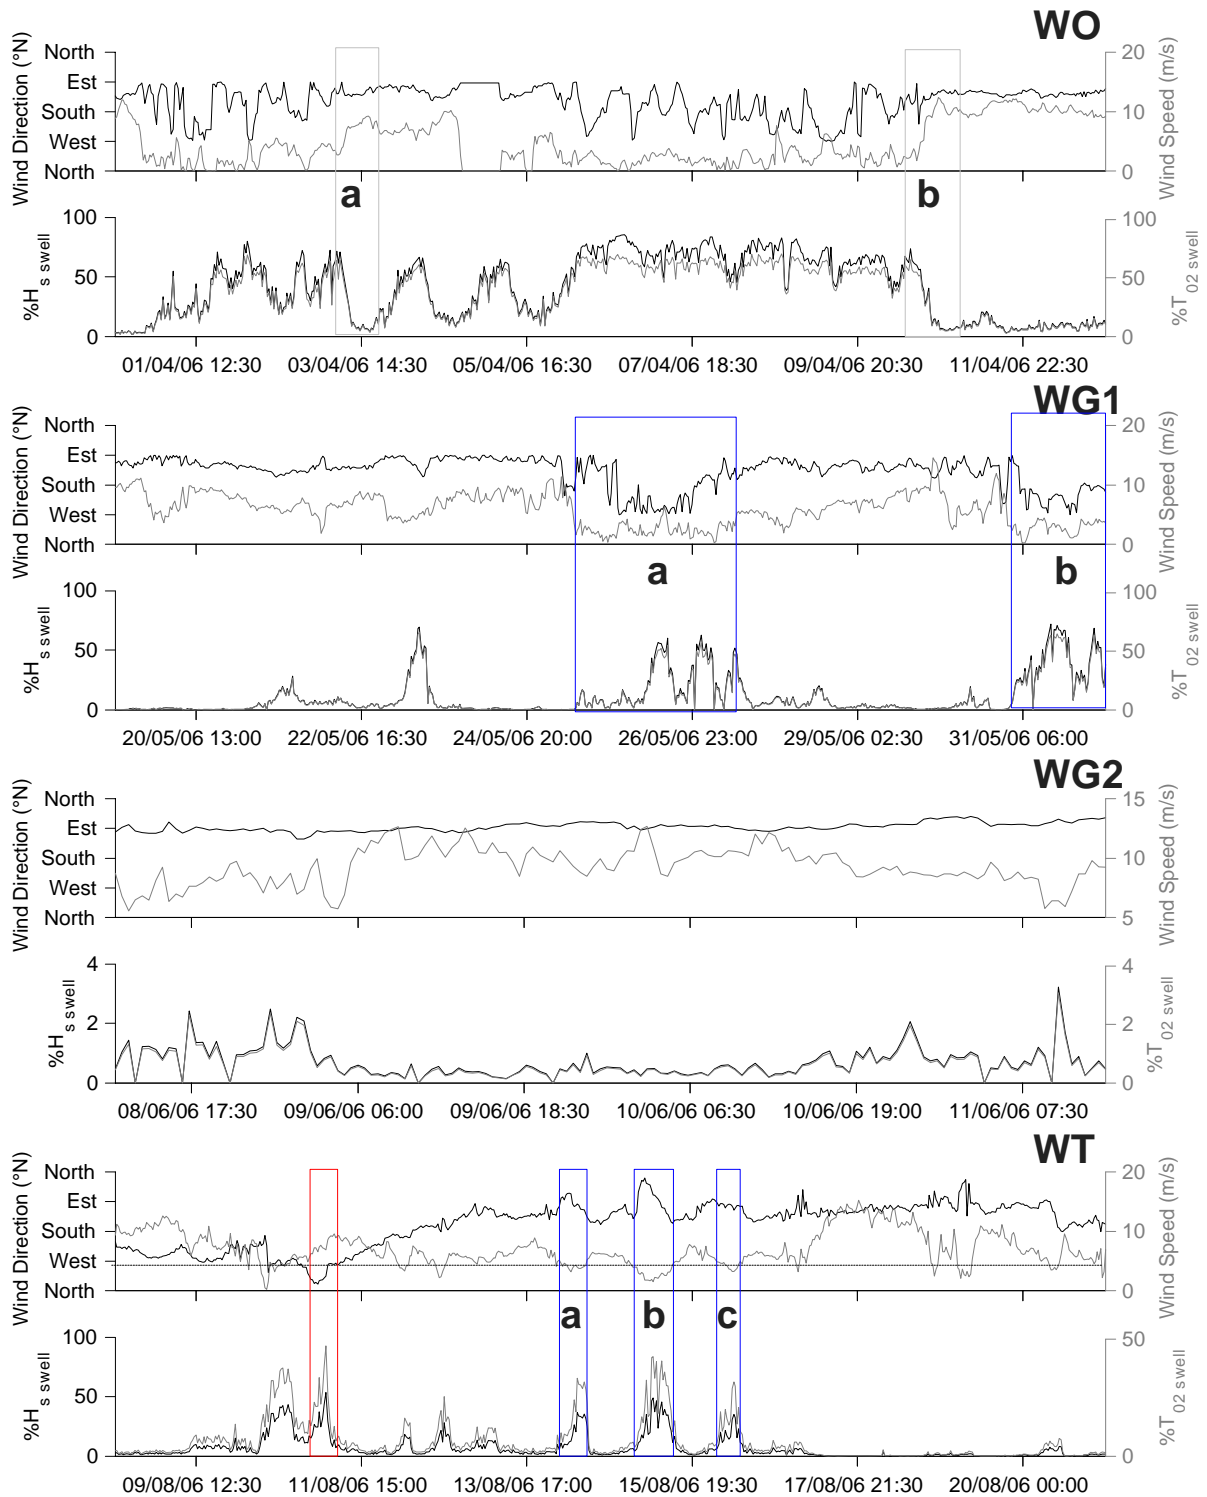 WO
North
Est
South
West
North
Wind Direction (°N)
20
10
0
Wind Speed (m/s)
a
b
100
50
0
%H s swell
100
50
0
%T 02 swell
01/04/06 12:30 03/04/06 14:30 05/04/06 16:30 07/04/06 18:30 09/04/06 20:30 11/04/06 22:30
WG1
North
Est
South
West
North
Wind Direction (°N)
20
10
0
Wind Speed (m/s)
a
b
100
50
0
%H s swell
100
50
0
%T 02 swell
20/05/06 13:00 22/05/06 16:30 24/05/06 20:00 26/05/06 23:00 29/05/06 02:30 31/05/06 06:00
WG2
North
Est
South
West
North
Wind Direction (°N)
15
10
5
Wind Speed (m/s)
4
2
0
%H s swell
4
2
0
%T 02 swell
08/06/06 17:30 09/06/06 06:00 09/06/06 18:30 10/06/06 06:30 10/06/06 19:00 11/06/06 07:30
WT
North
Est
South
West
North
Wind Direction (°N)
20
10
0
Wind Speed (m/s)
a
b
c
100
50
0
%H s swell
50
0
%T 02 swell
09/08/06 12:30 11/08/06 15:00 13/08/06 17:00 15/08/06 19:30 17/08/06 21:30 20/08/06 00:00